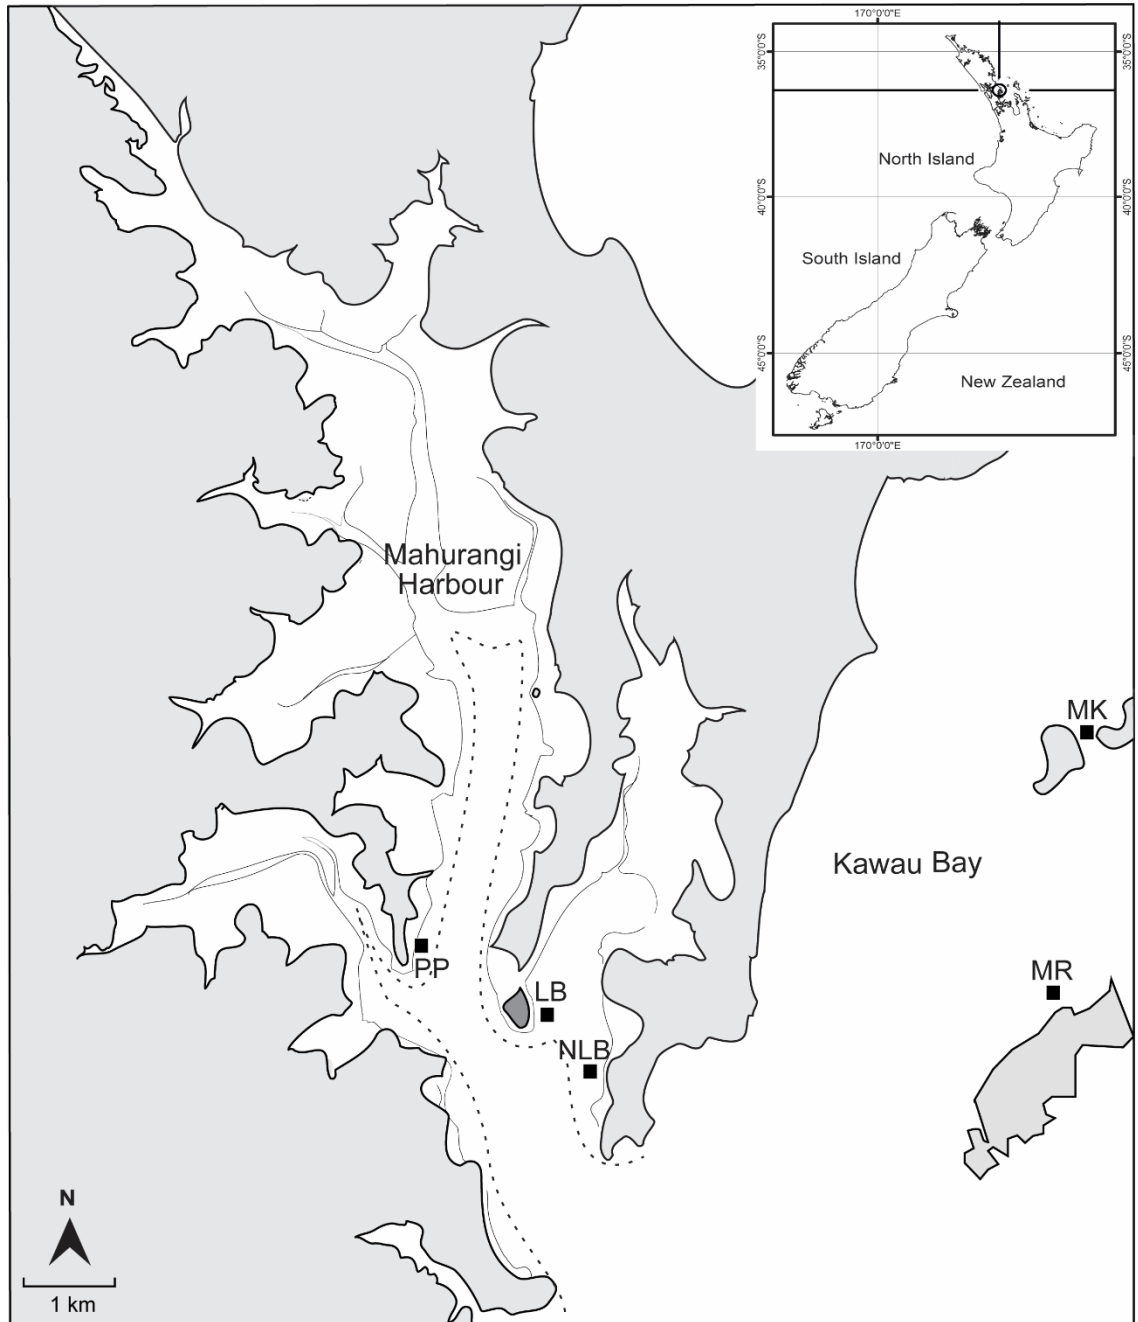 170°0'0"E
35°0'0"S
35°0'0"S
North Island
40°0'0"S
40°0'0"S
South Island
45°0'0"S
45°0'0"S
New Zealand
170°0'0"E
Mahurangi
Harbour
MK
Kawau Bay
PP
LB
MR
NLB
N
1 km